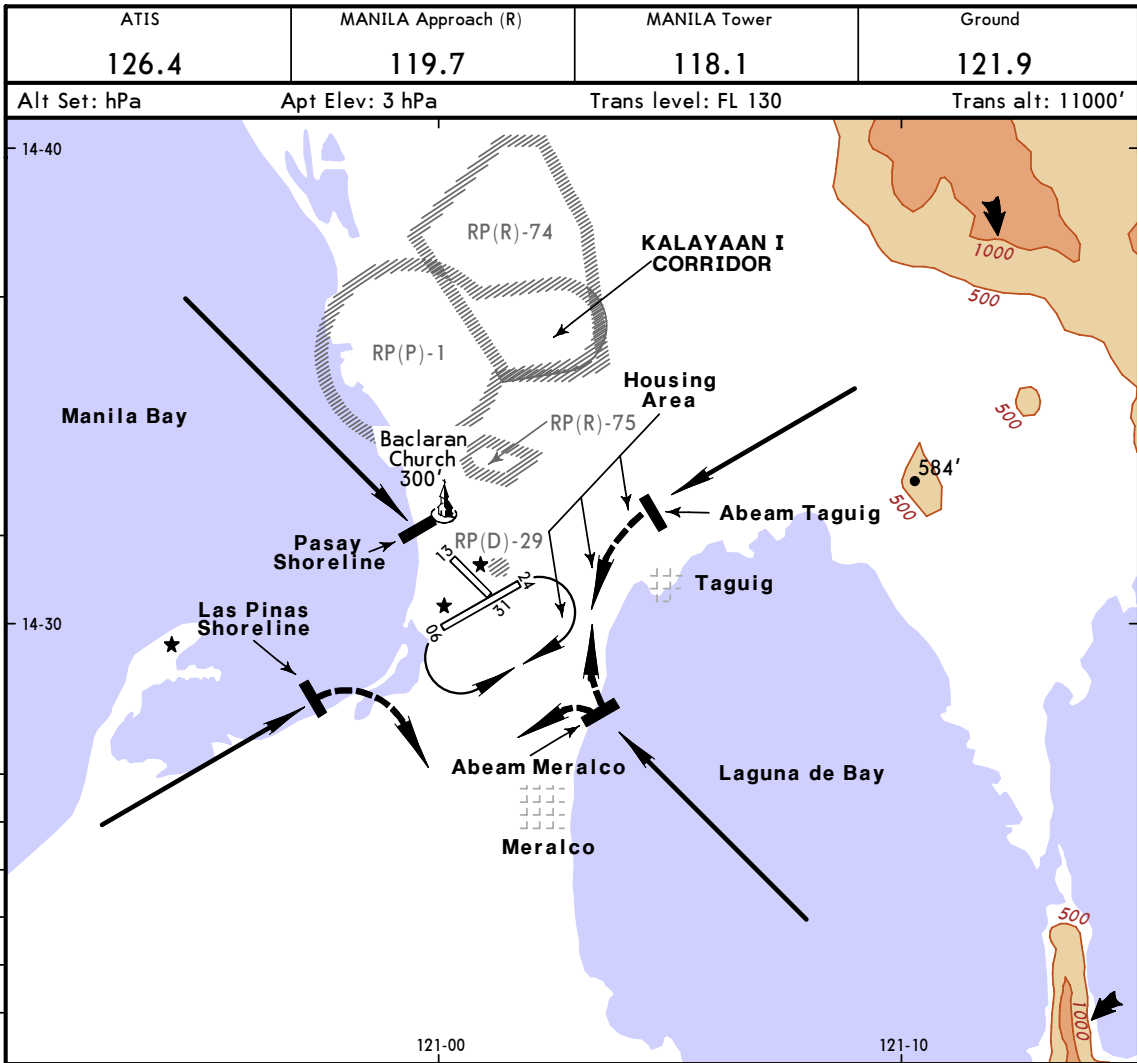 ATIS
126.4
MANILA Approach (R)
119.7
MANILA Tower
118.1
Ground
121.9
Alt Set: hPa
Apt Elev: 3 hPa
Trans level: FL 130
Trans alt: 11000'
14-40
RP(R)-74
KALAYAAN I
CORRIDOR
1000
500
RP(P)-1
Manila Bay
Housing
Area
RP(R)-75
500
Baclaran
Church
300'
584'
500
Abeam Taguig
Pasay
Shoreline
RP(D)-29
13
24
31
06
Taguig
Las Pinas
Shoreline
14-30
Abeam Meralco
Laguna de Bay
Meralco
500
1000
121-00
121-10